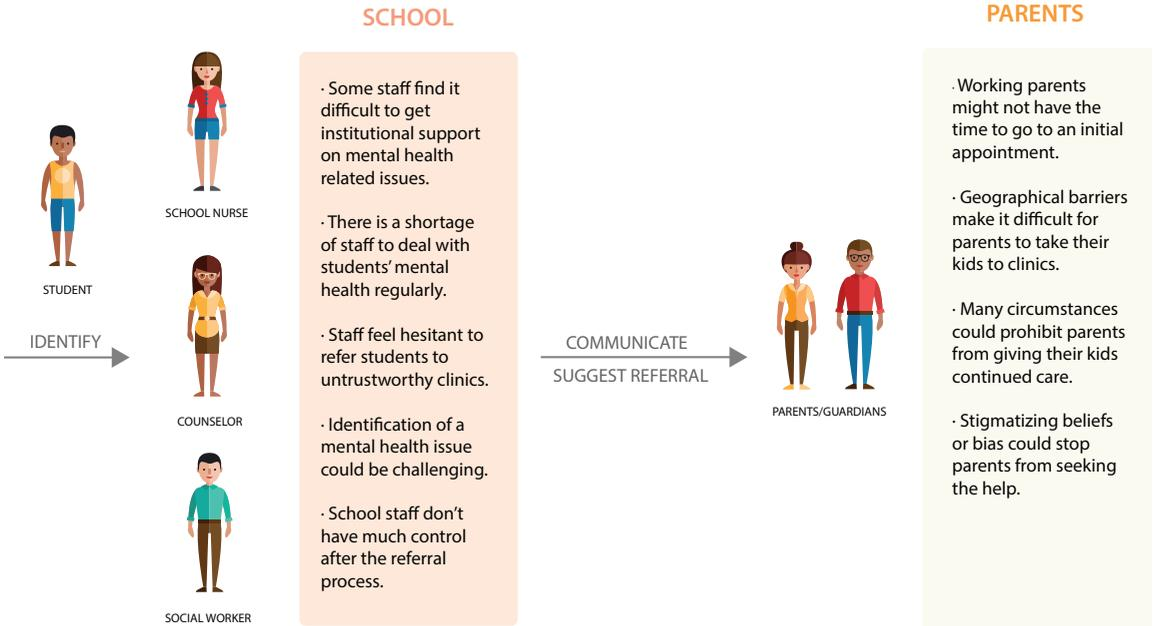 SCHOOL
PARENTS
STUDENT
IDENTIFY
SCHOOL NURSE
COUNSELOR
SOCIAL WORKER
· Some staff find it
difficult to get
institutional support
on mental health
related issues.
· There is a shortage
of staff to deal with
students’ mental
health regularly.
· Staff feel hesitant to
refer students to
untrustworthy clinics.
· Identification of a
mental health issue
could be challenging.
· School staff don’t
have much control
after the referral
process.
COMMUNICATE
SUGGEST REFERRAL
PARENTS/GUARDIANS
· Working parents
might not have the
time to go to an initial
appointment.
· Geographical barriers
make it difficult for
parents to take their
kids to clinics.
· Many circumstances
could prohibit parents
from giving their kids
continued care.
· Stigmatizing beliefs
or bias could stop
parents from seeking
the help.